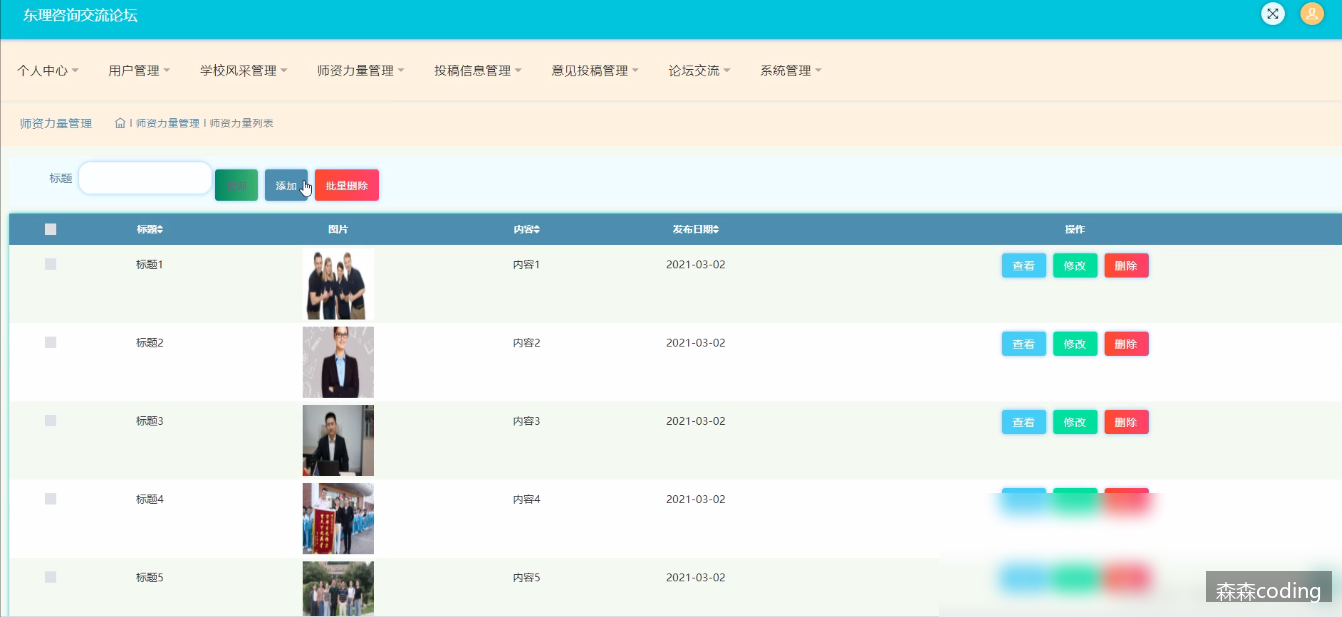 东理咨询交流论坛
个人中心 用户管理 学校风采管理 师资力量管理 投稿信息管理 意见投稿管理 论坛交流 系统管理
师资力量管理 师资力量管理 师资力量列表
标题 添加 批量删除
标题 图片 内容 发布日期 操作
标题1 内容1 2021-03-02 查看 修改 删除
标题2 内容2 2021-03-02 查看 修改 删除
标题3 内容3 2021-03-02 查看 修改 删除
标题4 内容4 2021-03-02
标题5 内容5 2021-03-02
森森coding